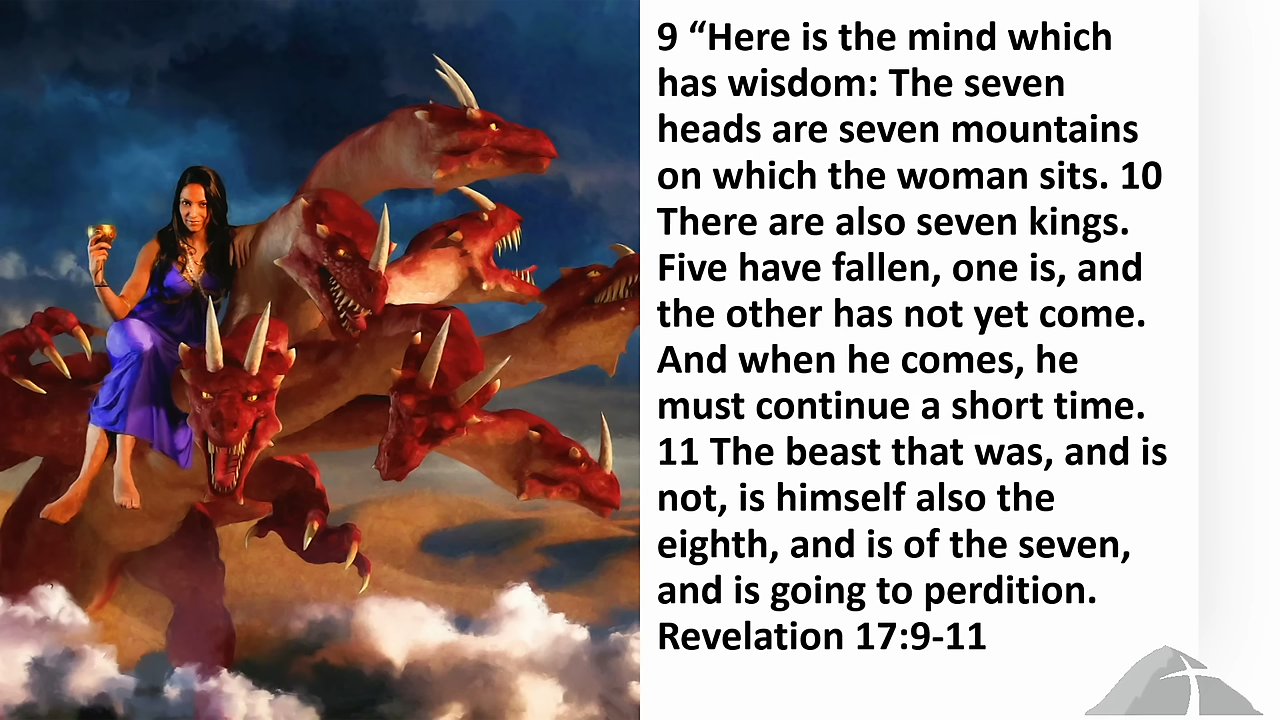 9 “Here is the mind which
has wisdom: The seven
heads are seven mountains
on which the woman sits. 10
There are also seven kings.
Five have fallen, one is, and
the other has not yet come.
And when he comes, he
must continue a short time.
11 The beast that was, and is
not, is himself also the
eighth, and is of the seven,
and is going to perdition.
Revelation 17:9-11